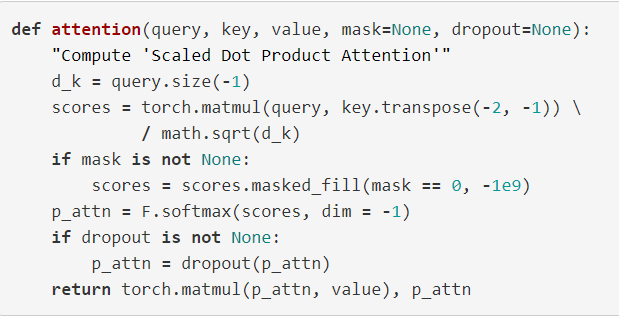 def attention(query, key, value, mask=None, dropout=None):
    "Compute 'Scaled Dot Product Attention'"
    d_k = query.size(-1)
    scores = torch.matmul(query, key.transpose(-2, -1)) \
             / math.sqrt(d_k)
    if mask is not None:
        scores = scores.masked_fill(mask == 0, -1e9)
    p_attn = F.softmax(scores, dim = -1)
    if dropout is not None:
        p_attn = dropout(p_attn)
    return torch.matmul(p_attn, value), p_attn